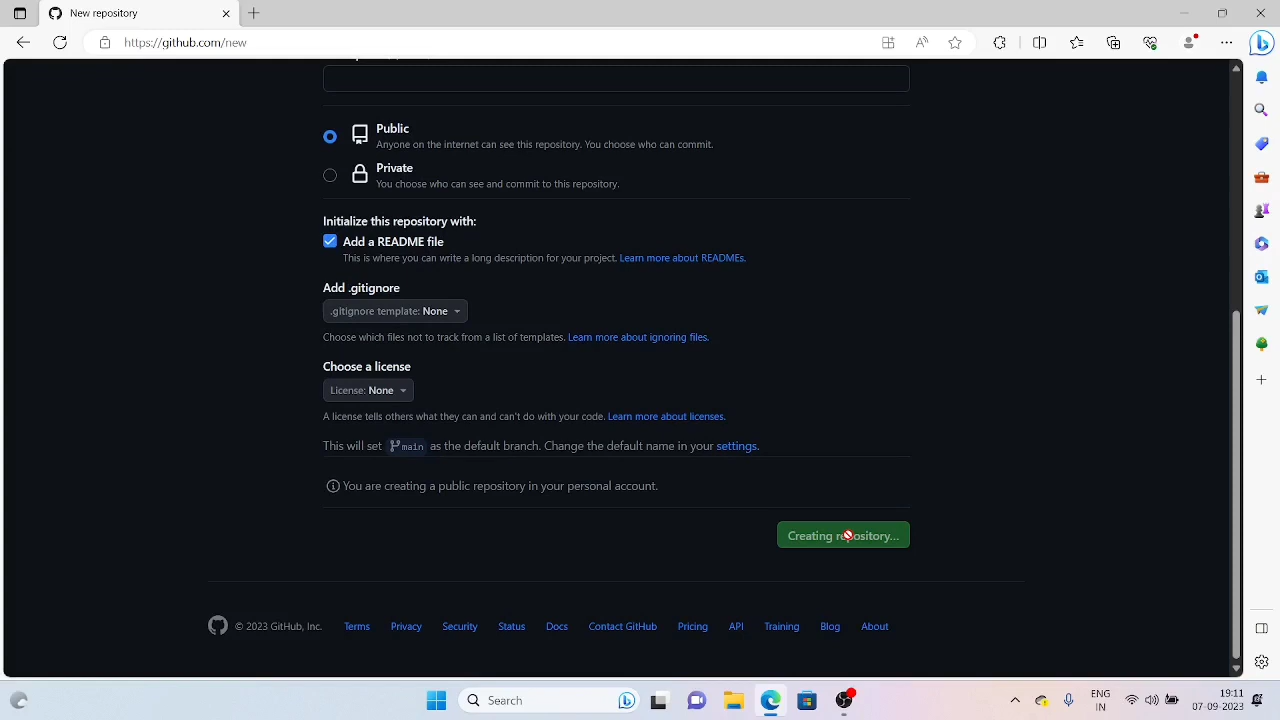 New repository
https://github.com/new
Public
Anyone on the internet can see this repository. You choose who can commit.
Private
You choose who can see and commit to this repository.
Initialize this repository with:
Add a README file
This is where you can write a long description for your project. Learn more about READMEs.
Add .gitignore
.gitignore template: None
Choose which files not to track from a list of templates. Learn more about ignoring files.
Choose a license
License: None
A license tells others what they can and can't do with your code. Learn more about licenses.
This will set main as the default branch. Change the default name in your settings.
You are creating a public repository in your personal account.
Creating repository...
© 2023 GitHub, Inc. Terms Privacy Security Status Docs Contact GitHub Pricing API Training Blog About
Search
ENG
IN
19:11
07-09-2023